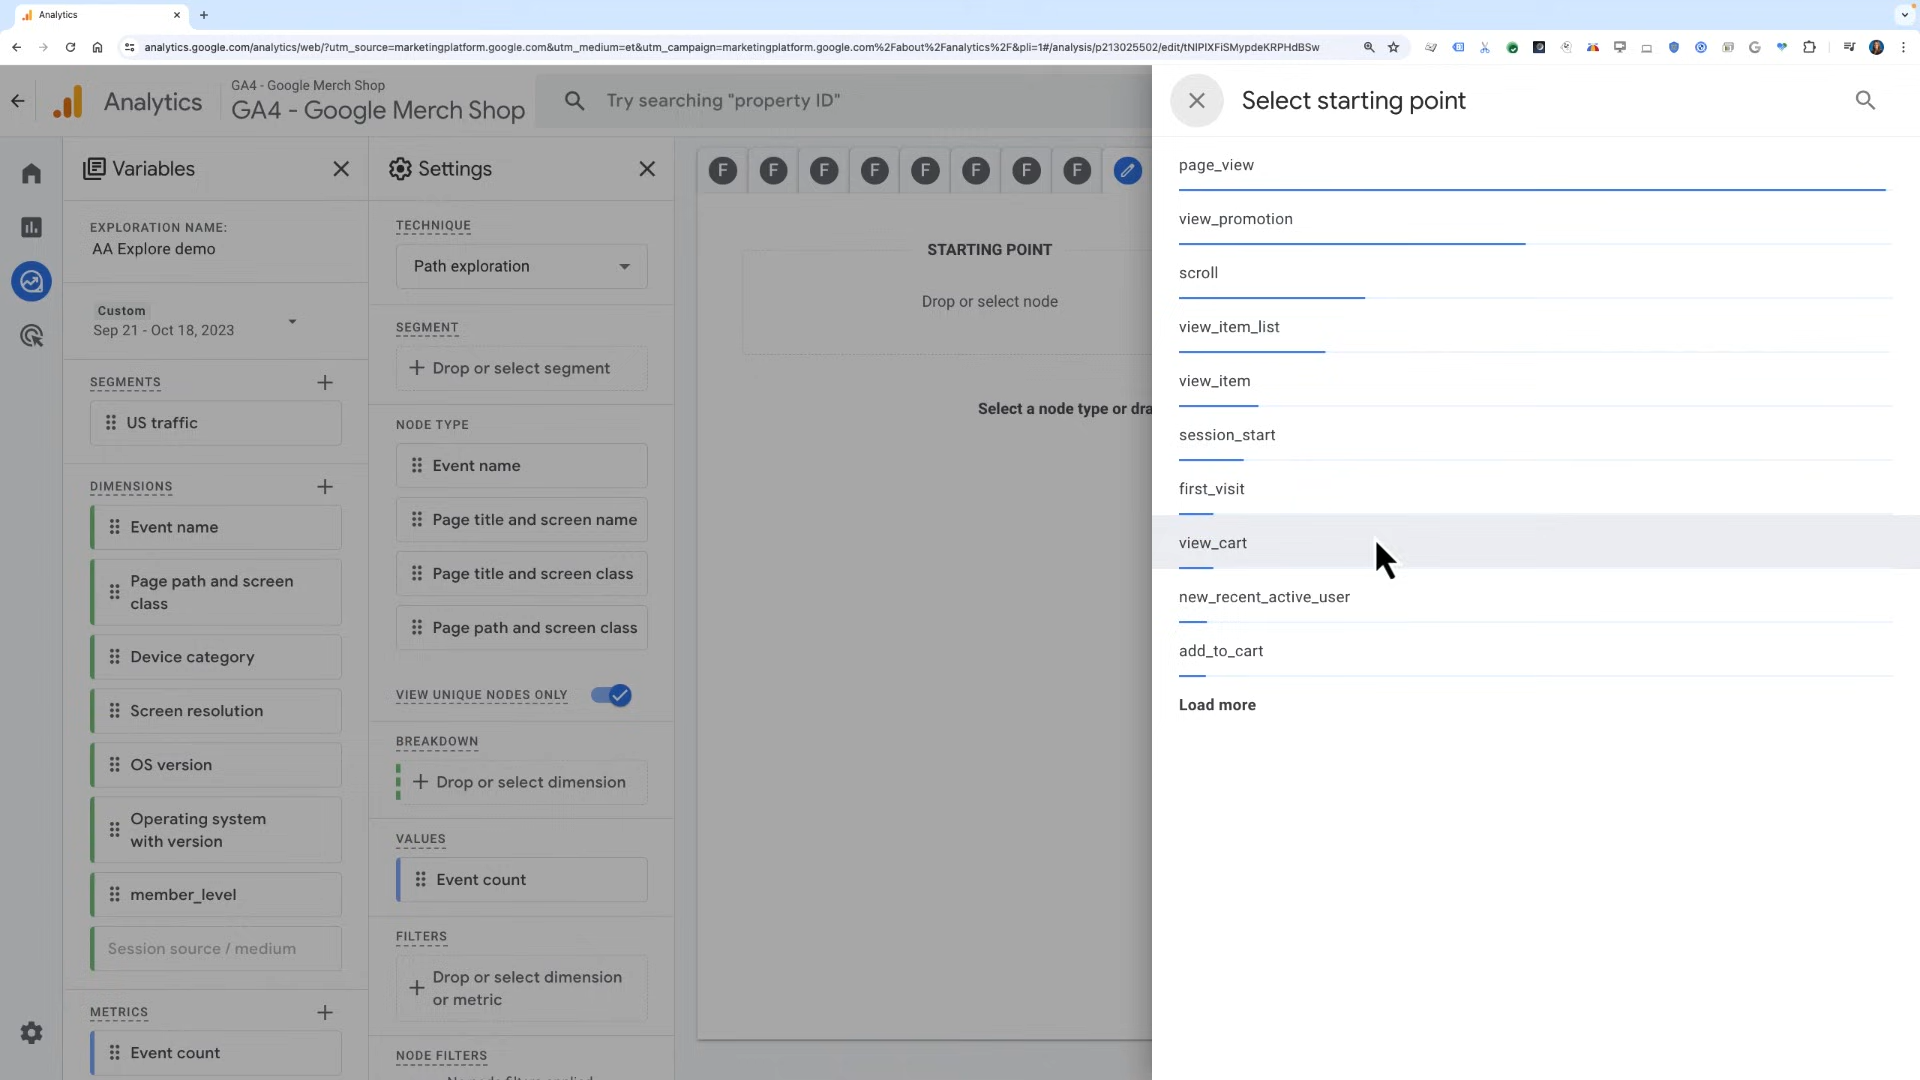 Analytics
analytics.google.com/analytics/web/?utm_source=marketingplatform.google.com&utm_medium=et&utm_campaign=marketingplatform.google.com%2Fabout%2Fanalytics%2F&pli=1#/analysis/p213025502/edit/tNIPIXFiSMypdeKRPHdBSw
Analytics
GA4 - Google Merch Shop
GA4 - Google Merch Shop
Try searching "property ID"
Variables
EXPLORATION NAME:
AA Explore demo
Custom
Sep 21 - Oct 18, 2023
SEGMENTS
US traffic
DIMENSIONS
Event name
Page path and screen
class
Device category
Screen resolution
OS version
Operating system
with version
member_level
Session source / medium
METRICS
Event count
Settings
TECHNIQUE
Path exploration
SEGMENT
Drop or select segment
NODE TYPE
Event name
Page title and screen name
Page title and screen class
Page path and screen class
VIEW UNIQUE NODES ONLY
BREAKDOWN
Drop or select dimension
VALUES
Event count
FILTERS
Drop or select dimension
or metric
NODE FILTERS
F F F F F F F F
STARTING POINT
Drop or select node
Select a node type or dra
Select starting point
page_view
view_promotion
scroll
view_item_list
view_item
session_start
first_visit
view_cart
new_recent_active_user
add_to_cart
Load more